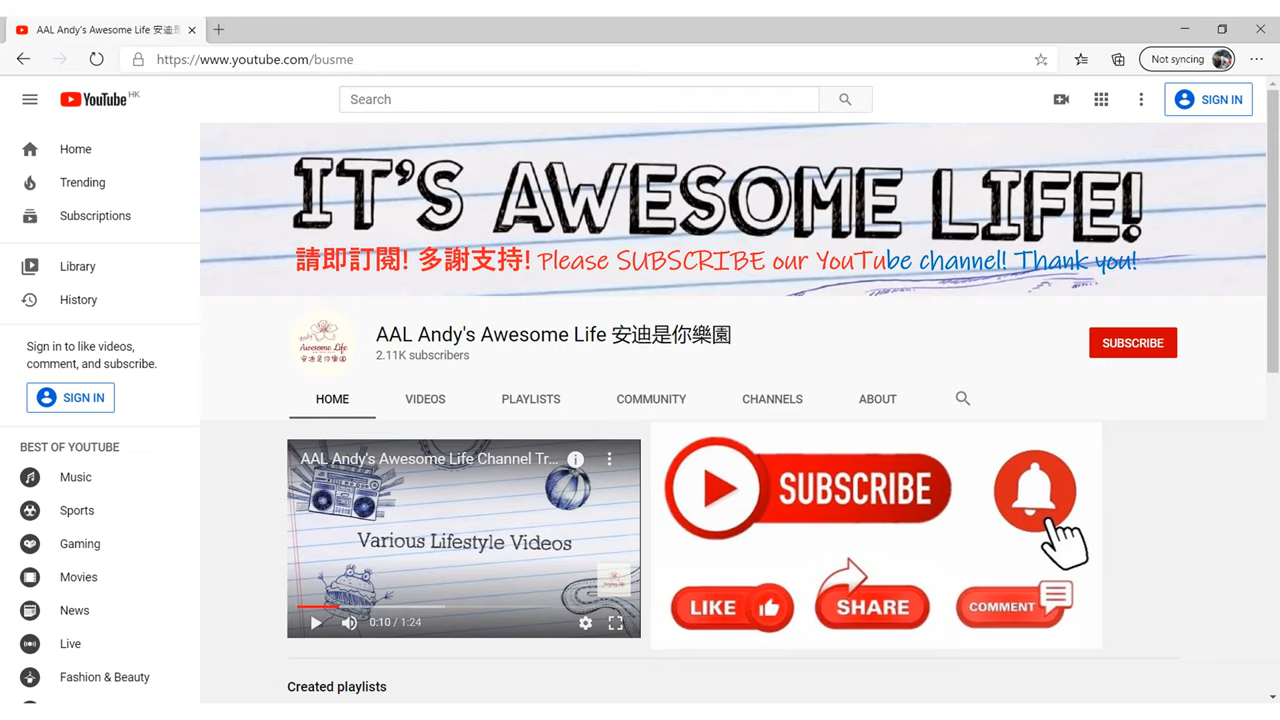 AAL Andy's Awesome Life 安迪是
https://www.youtube.com/busme
Not syncing
YouTube HK
Search
SIGN IN
Home
Trending
Subscriptions
Library
History
Sign in to like videos,
comment, and subscribe.
SIGN IN
BEST OF YOUTUBE
Music
Sports
Gaming
Movies
News
Live
Fashion & Beauty
IT'S AWESOME LIFE!
請即訂閱! 多謝支持! Please SUBSCRIBE our YouTube channel! Thank you!
Andy's
Awesome Life
安迪是你樂園
AAL Andy's Awesome Life 安迪是你樂園
2.11K subscribers
SUBSCRIBE
HOME
VIDEOS
PLAYLISTS
COMMUNITY
CHANNELS
ABOUT
AAL Andy's Awesome Life Channel Tr...
Various Lifestyle Videos
0:10 / 1:24
SUBSCRIBE
LIKE
SHARE
COMMENT
Created playlists